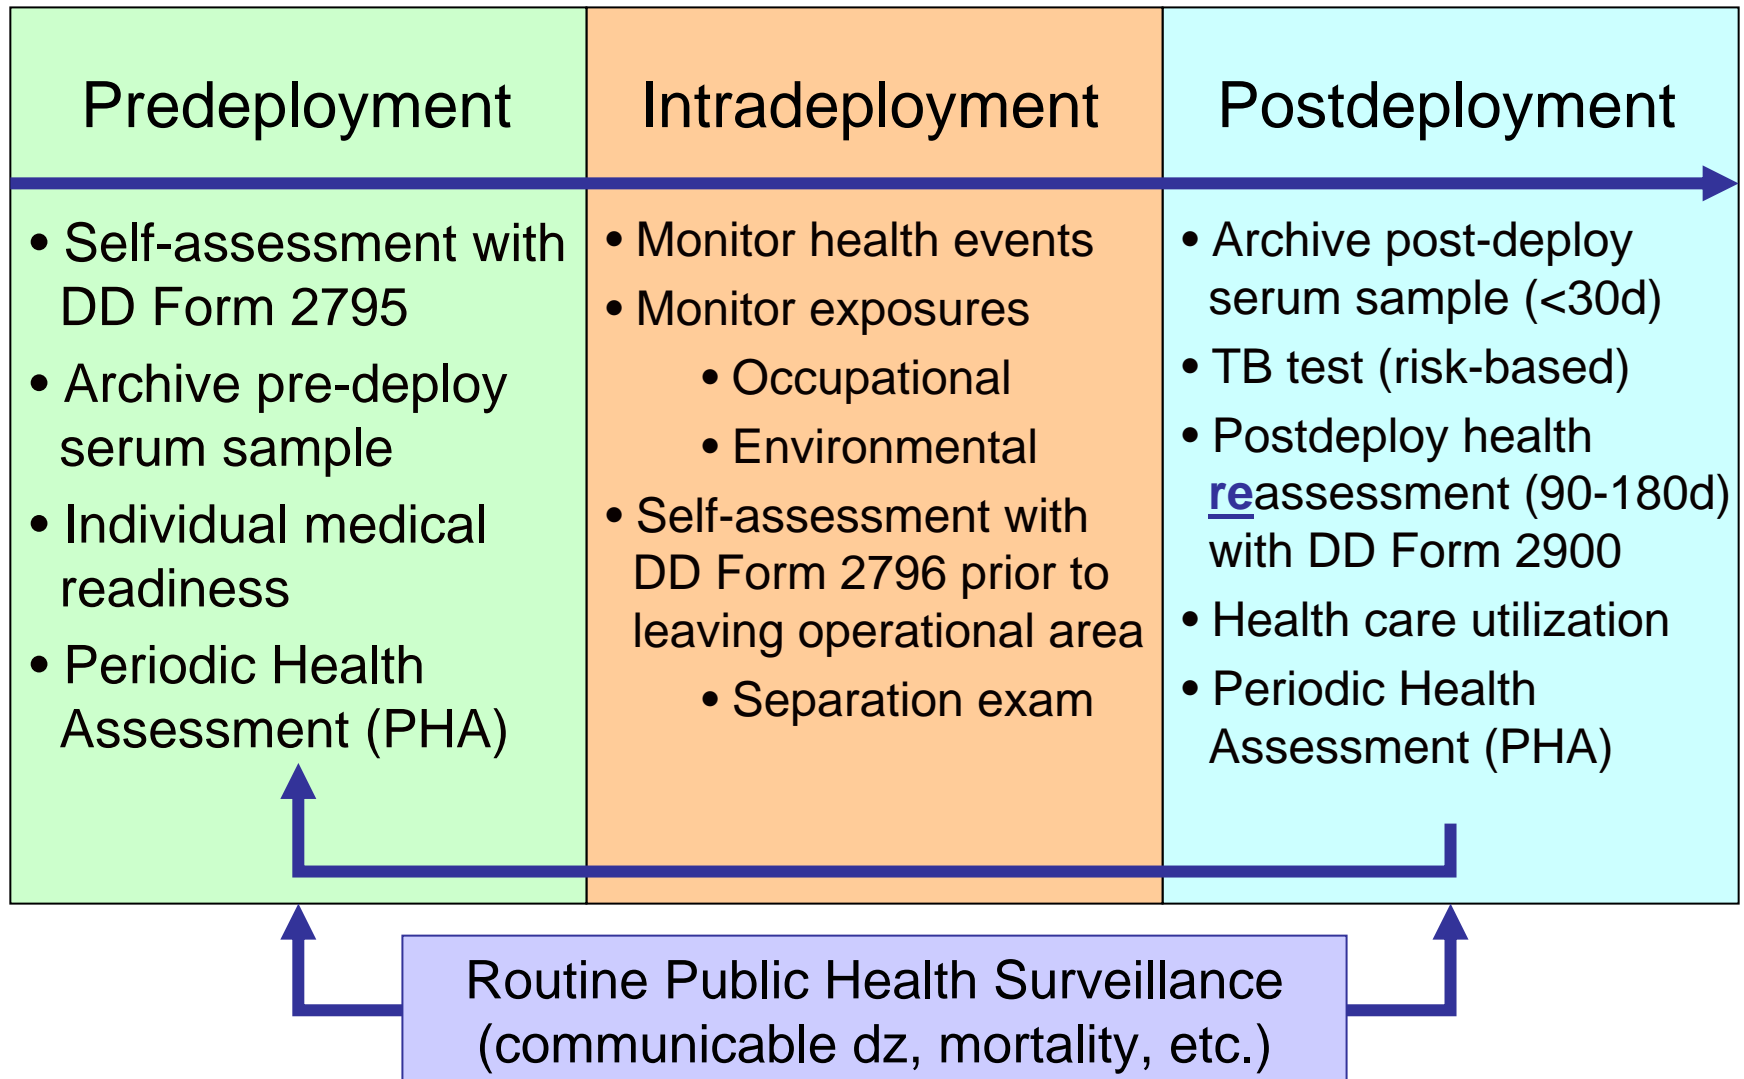 Predeployment
Intradeployment
Postdeployment
• Self-assessment with
DD Form 2795
• Archive pre-deploy
serum sample
• Individual medical
readiness
• Periodic Health
Assessment (PHA)
• Monitor health events
• Monitor exposures
• Occupational
• Environmental
• Self-assessment with
DD Form 2796 prior to
leaving operational area
• Separation exam
• Archive post-deploy
serum sample (<30d)
• TB test (risk-based)
• Postdeploy health
reassessment (90-180d)
with DD Form 2900
• Health care utilization
• Periodic Health
Assessment (PHA)
Routine Public Health Surveillance
(communicable dz, mortality, etc.)